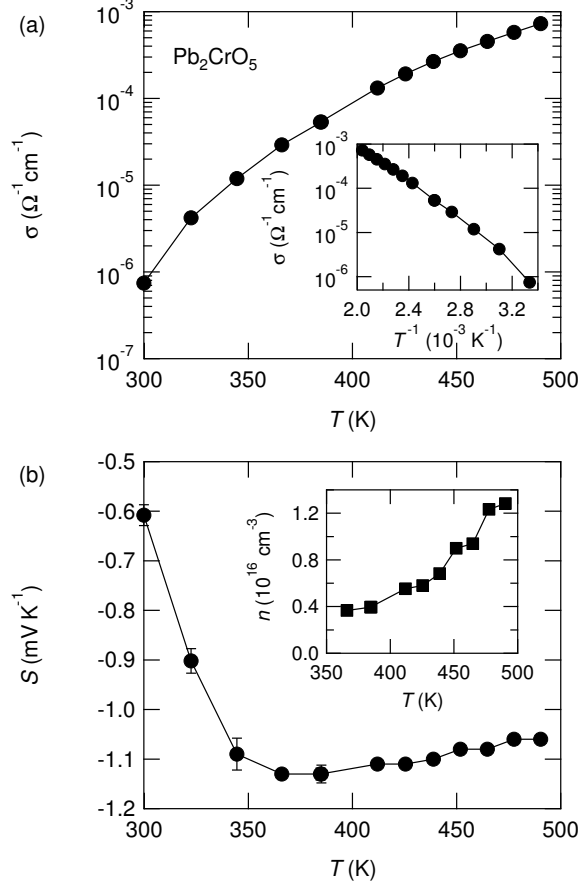 (a)
Pb₂CrO₅
10⁻³
10⁻⁴
10⁻⁵
10⁻⁶
10⁻⁷
σ (Ω⁻¹cm⁻¹)
300 350 400 450 500
T (K)
10⁻³
10⁻⁴
10⁻⁵
10⁻⁶
σ (Ω⁻¹cm⁻¹)
2.0 2.4 2.8 3.2
T⁻¹ (10⁻³ K⁻¹)
(b)
-0.5
-0.6
-0.7
-0.8
-0.9
-1.0
-1.1
-1.2
S (mV K⁻¹)
300 350 400 450 500
T (K)
1.2
0.8
0.4
0.0
n (10¹⁶ cm⁻³)
350 400 450 500
T (K)